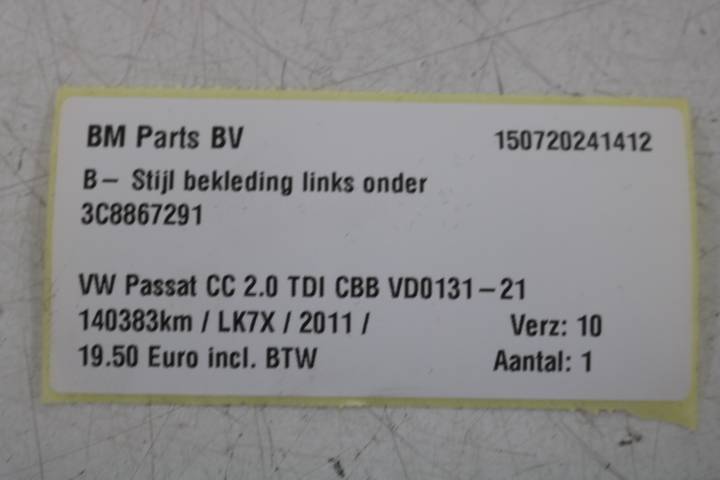 BM Parts BV 150720241412
B- Stijl bekleding links onder
3C8867291
VW Passat CC 2.0 TDI CBB VD0131-21
140383km / LK7X / 2011 / Verz: 10
19.50 Euro incl. BTW Aantal: 1